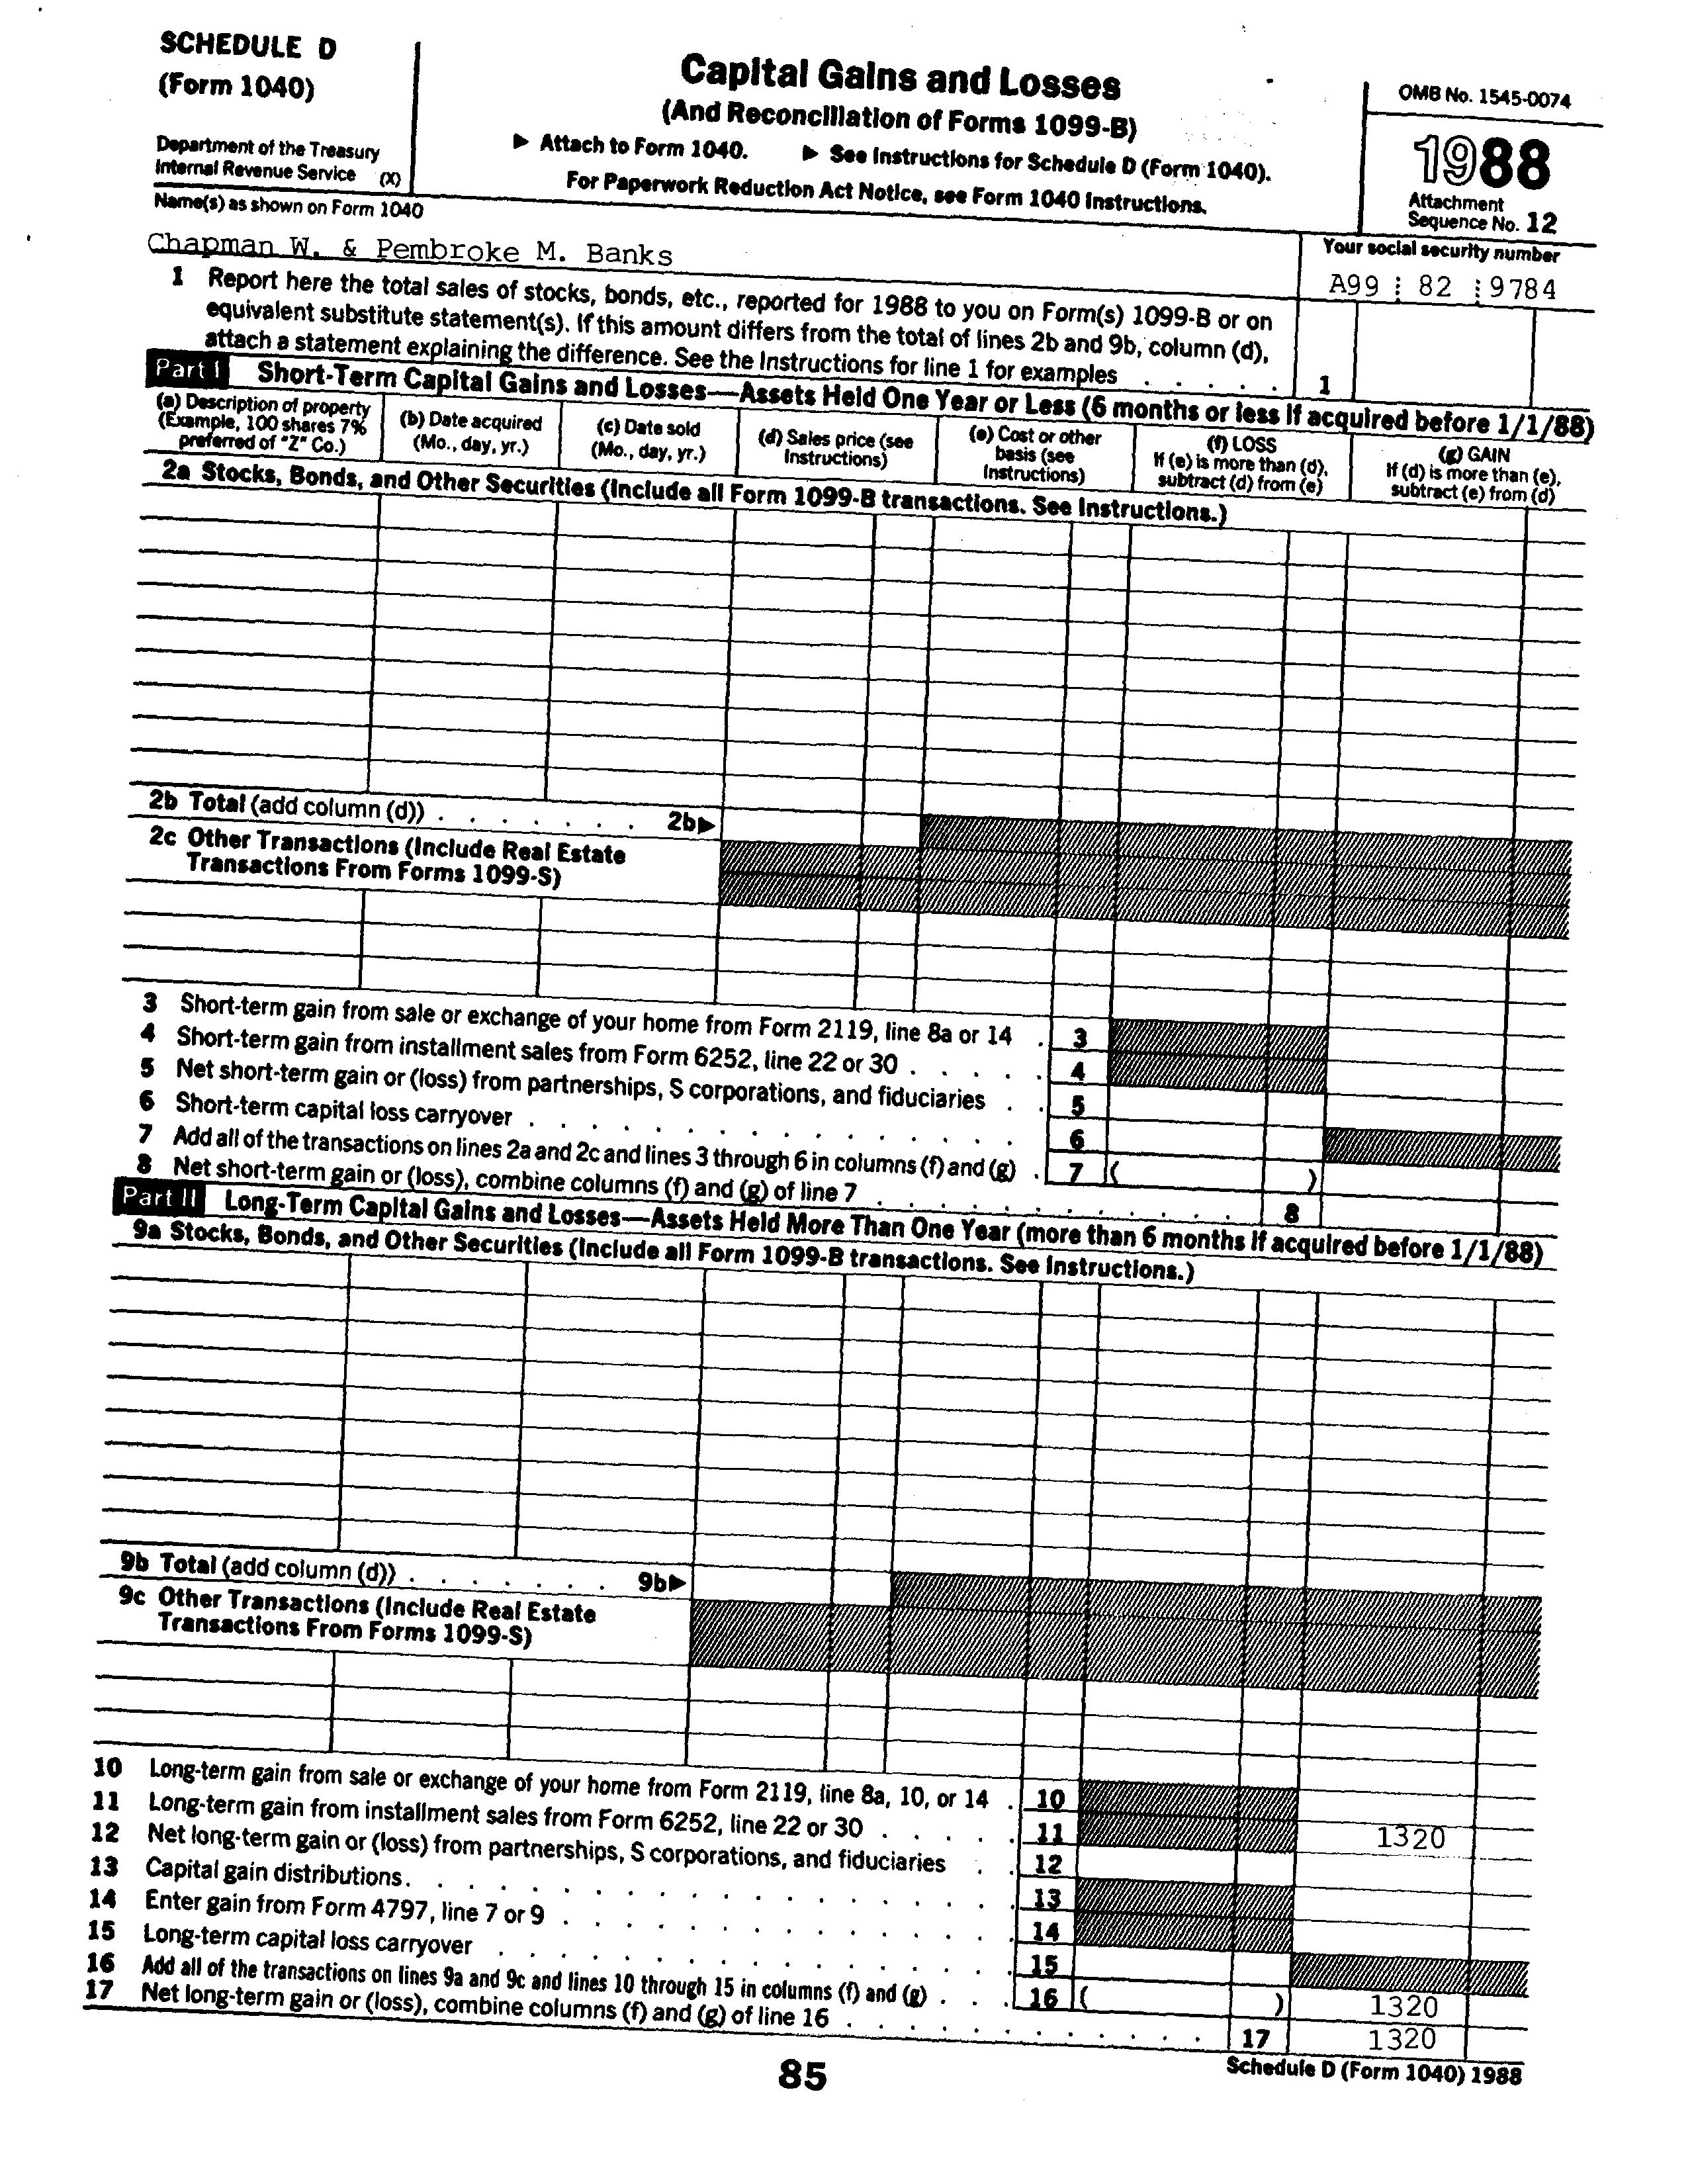 SCHEDULE D
(Form 1040)
Department of the Treasury
Internal Revenue Service (X)
Capital Gains and Losses
(And Reconciliation of Forms 1099-B)
▶ Attach to Form 1040. ▶ See Instructions for Schedule D (Form 1040).
For Paperwork Reduction Act Notice, see Form 1040 Instructions.
OMB No. 1545-0074
1988
Attachment
Sequence No. 12
Name(s) as shown on Form 1040
Your social security number
Chapman W. & Pembroke M. Banks
A99 82 9784
1 Report here the total sales of stocks, bonds, etc., reported for 1988 to you on Form(s) 1099-B or on
equivalent substitute statement(s). If this amount differs from the total of lines 2b and 9b, column (d),
attach a statement explaining the difference. See the Instructions for line 1 for examples . . . . . 1
Part I Short-Term Capital Gains and Losses—Assets Held One Year or Less (6 months or less if acquired before 1/1/88)
(a) Description of property
(Example, 100 shares 7%
preferred of "Z" Co.)
(b) Date acquired
(Mo., day, yr.)
(c) Date sold
(Mo., day, yr.)
(d) Sales price (see
Instructions)
(e) Cost or other
basis (see
Instructions)
(f) LOSS
If (e) is more than (d),
subtract (d) from (e)
(g) GAIN
If (d) is more than (e),
subtract (e) from (d)
2a Stocks, Bonds, and Other Securities (Include all Form 1099-B transactions. See Instructions.)
2b Total (add column (d)) . . . . . . . 2b▶
2c Other Transactions (Include Real Estate
Transactions From Forms 1099-S)
3 Short-term gain from sale or exchange of your home from Form 2119, line 8a or 14 . 3
4 Short-term gain from installment sales from Form 6252, line 22 or 30 . . . . . 4
5 Net short-term gain or (loss) from partnerships, S corporations, and fiduciaries . . 5
6 Short-term capital loss carryover . . . . . . . . . . . . . . . 6
7 Add all of the transactions on lines 2a and 2c and lines 3 through 6 in columns (f) and (g) . 7 ( )
8 Net short-term gain or (loss), combine columns (f) and (g) of line 7 . . . . . . . . . . . . 8
Part II Long-Term Capital Gains and Losses—Assets Held More Than One Year (more than 6 months if acquired before 1/1/88)
9a Stocks, Bonds, and Other Securities (Include all Form 1099-B transactions. See Instructions.)
9b Total (add column (d)) . . . . . . . 9b▶
9c Other Transactions (Include Real Estate
Transactions From Forms 1099-S)
10 Long-term gain from sale or exchange of your home from Form 2119, line 8a, 10, or 14 . 10
11 Long-term gain from installment sales from Form 6252, line 22 or 30 . . . . . 11 1320
12 Net long-term gain or (loss) from partnerships, S corporations, and fiduciaries . . 12
13 Capital gain distributions . . . . . . . . . . . . . . . . . . . 13
14 Enter gain from Form 4797, line 7 or 9 . . . . . . . . . . . . . . 14
15 Long-term capital loss carryover . . . . . . . . . . . . . . . . 15
16 Add all of the transactions on lines 9a and 9c and lines 10 through 15 in columns (f) and (g) . . . 16 ( ) 1320
17 Net long-term gain or (loss), combine columns (f) and (g) of line 16 . . . . . . . . . . . . 17 1320
85
Schedule D (Form 1040) 1988